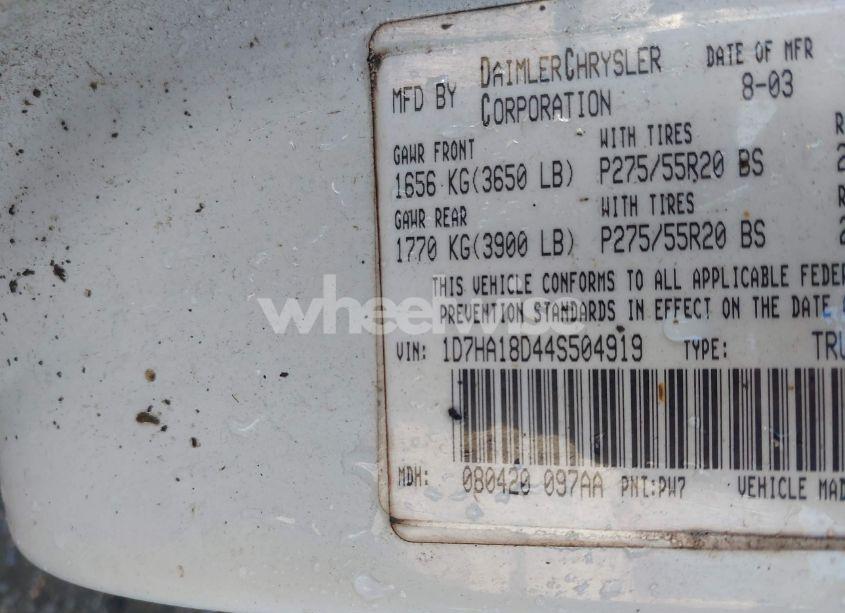 MFD BY DAIMLERCHRYSLER CORPORATION
DATE OF MFR
8-03
GAWR FRONT
WITH TIRES
1656 KG(3650 LB) P275/55R20 BS
GAWR REAR
WITH TIRES
1770 KG(3900 LB) P275/55R20 BS
THIS VEHICLE CONFORMS TO ALL APPLICABLE FEDER
PREVENTION STANDARDS IN EFFECT ON THE DATE
wheelwise
VIN: 1D7HA18D44S504919 TYPE: TRU
MDH: 080420 097AA PNT:PW7 VEHICLE MAD